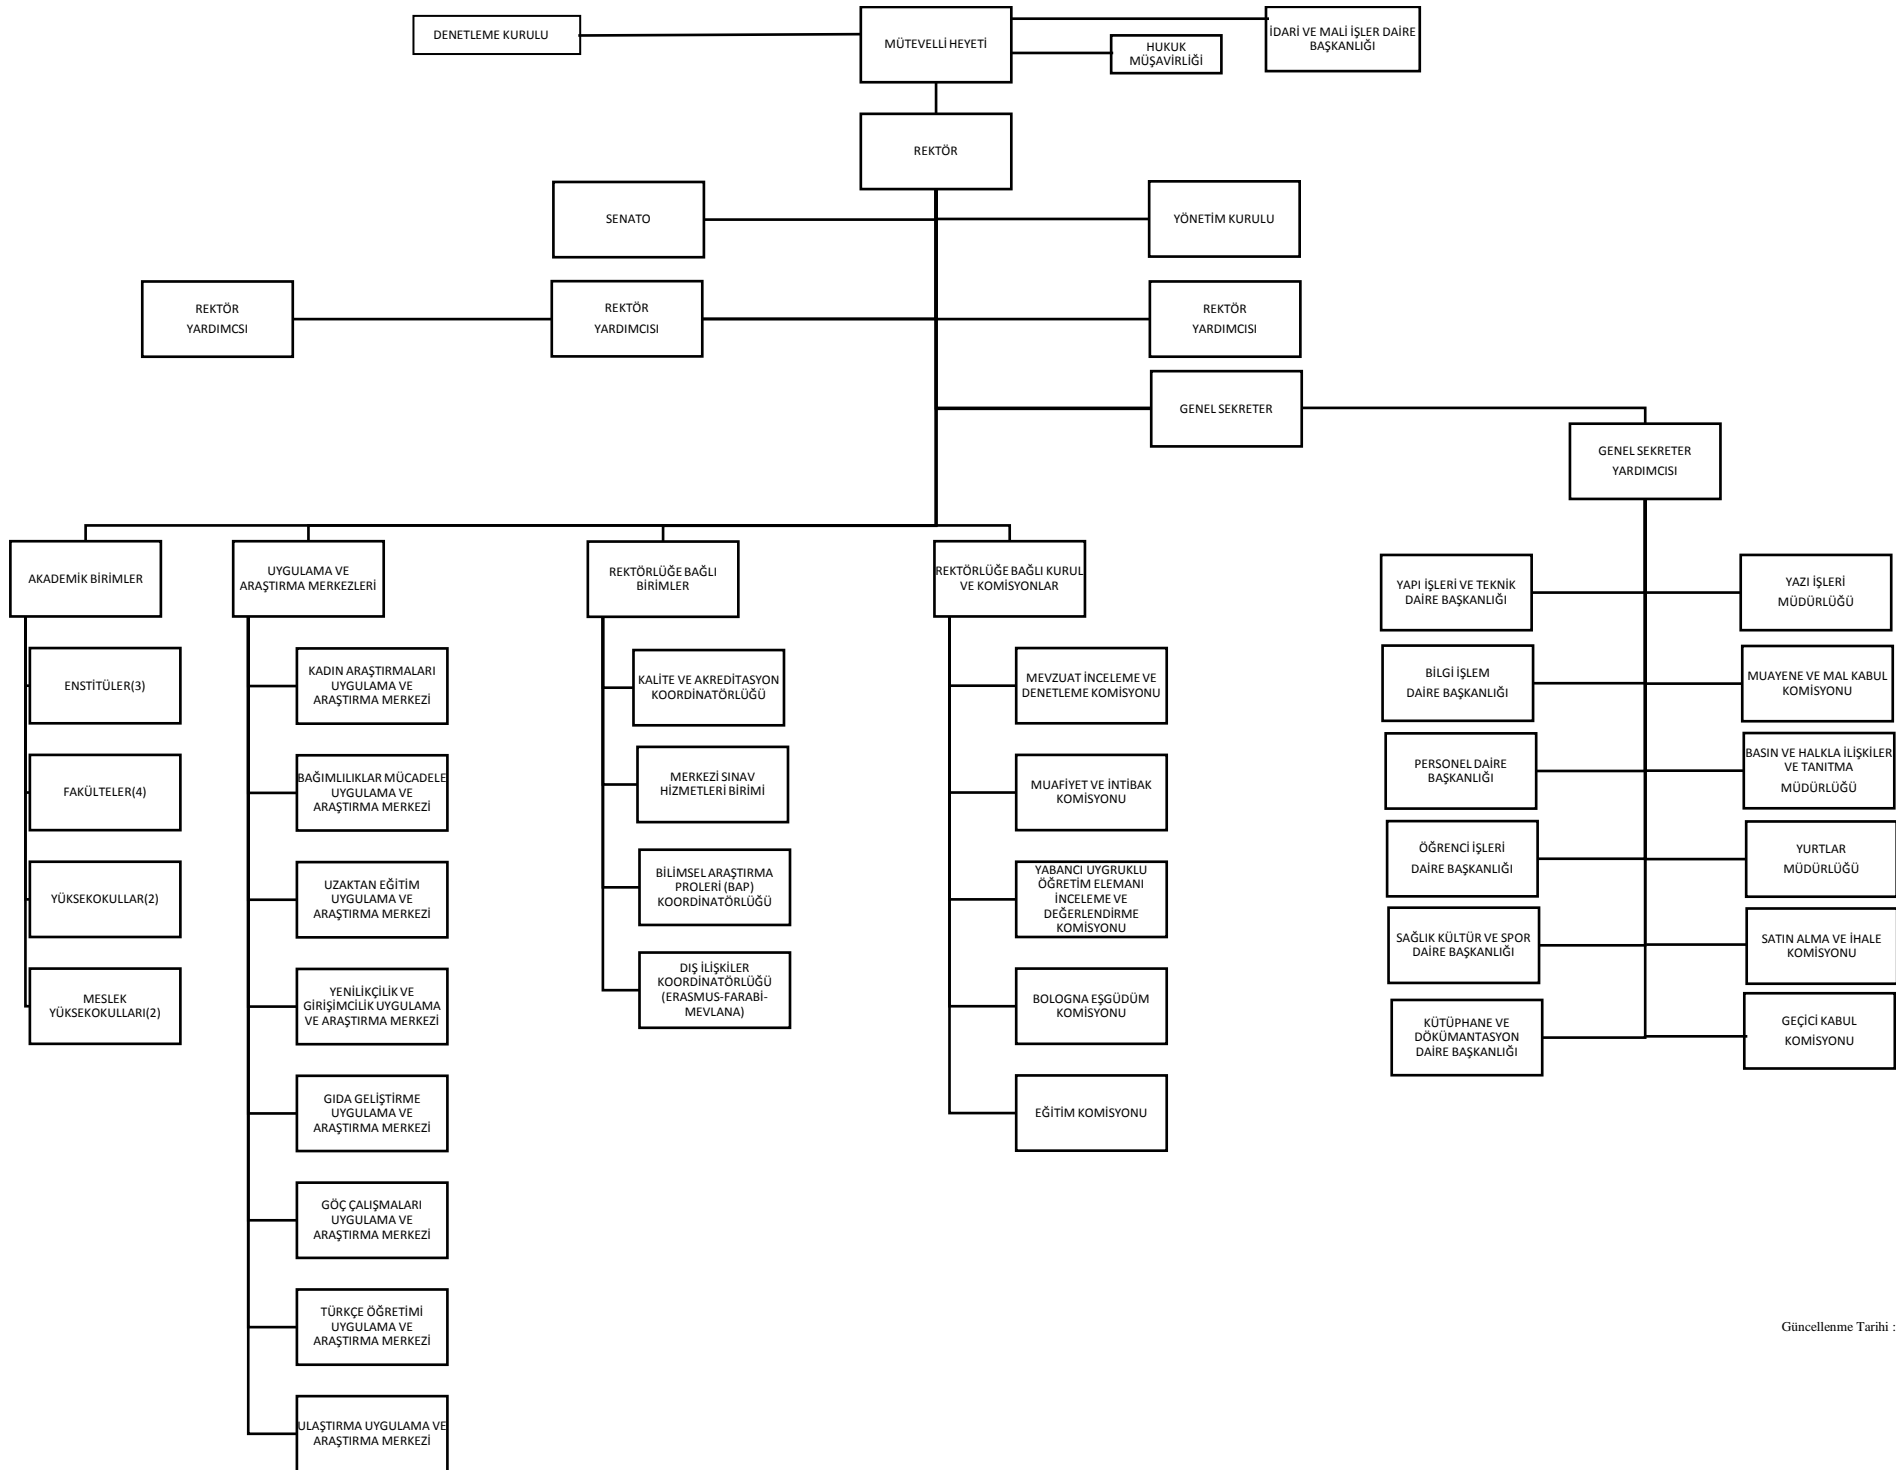 DENETLEME KURULU
MÜTEVELLİ HEYETİ
İDARİ VE MALİ İŞLER DAİRE
BAŞKANLIĞI
HUKUK
MÜŞAVİRLİĞİ
REKTÖR
SENATO
YÖNETİM KURULU
REKTÖR
YARDIMCSI
REKTÖR
YARDIMCISI
REKTÖR
YARDIMCISI
GENEL SEKRETER
GENEL SEKRETER
YARDIMCISI
AKADEMİK BİRİMLER
ENSTİTÜLER(3)
FAKÜLTELER(4)
YÜKSEKOKULLAR(2)
MESLEK
YÜKSEKOKULLARI(2)
UYGULAMA VE
ARAŞTIRMA MERKEZLERİ
KADIN ARAŞTIRMALARI
UYGULAMA VE
ARAŞTIRMA MERKEZİ
BAĞIMLILIKLAR MÜCADELE
UYGULAMA VE
ARAŞTIRMA MERKEZİ
UZAKTAN EĞİTİM
UYGULAMA VE
ARAŞTIRMA MERKEZİ
YENİLİKÇİLİK VE
GİRİŞİMCİLİK UYGULAMA
VE ARAŞTIRMA MERKEZİ
GIDA GELİŞTİRME
UYGULAMA VE
ARAŞTIRMA MERKEZİ
GÖÇ ÇALIŞMALARI
UYGULAMA VE
ARAŞTIRMA MERKEZİ
TÜRKÇE ÖĞRETİMİ
UYGULAMA VE
ARAŞTIRMA MERKEZİ
ULAŞTIRMA UYGULAMA VE
ARAŞTIRMA MERKEZİ
REKTÖRLÜĞE BAĞLI
BİRİMLER
KALİTE VE AKREDİTASYON
KOORDİNATÖRLÜĞÜ
MERKEZİ SINAV
HİZMETLERİ BİRİMİ
BİLİMSEL ARAŞTIRMA
PROLERİ (BAP)
KOORDİNATÖRLÜĞÜ
DIŞ İLİŞKİLER
KOORDİNATÖRLÜĞÜ
(ERASMUS-FARABİ-
MEVLANA)
REKTÖRLÜĞE BAĞLI KURUL
VE KOMİSYONLAR
MEVZUAT İNCELEME VE
DENETLEME KOMİSYONU
MUAFİYET VE İNTİBAK
KOMİSYONU
YABANCI UYGRUKLU
ÖĞRETİM ELEMANI
İNCELEME VE
DEĞERLENDİRME
KOMİSYONU
BOLOGNA EŞGÜDÜM
KOMİSYONU
EĞİTİM KOMİSYONU
YAPI İŞLERİ VE TEKNİK
DAİRE BAŞKANLIĞI
BİLGİ İŞLEM
DAİRE BAŞKANLIĞI
PERSONEL DAİRE
BAŞKANLIĞI
ÖĞRENCİ İŞLERİ
DAİRE BAŞKANLIĞI
SAĞLIK KÜLTÜR VE SPOR
DAİRE BAŞKANLIĞI
KÜTÜPHANE VE
DÖKÜMANTASYON
DAİRE BAŞKANLIĞI
YAZI İŞLERİ
MÜDÜRLÜĞÜ
MUAYENE VE MAL KABUL
KOMİSYONU
BASIN VE HALKLA İLİŞKİLER
VE TANITMA
MÜDÜRLÜĞÜ
YURTLAR
MÜDÜRLÜĞÜ
SATIN ALMA VE İHALE
KOMİSYONU
GEÇİCİ KABUL
KOMİSYONU
Güncellenme Tarihi :